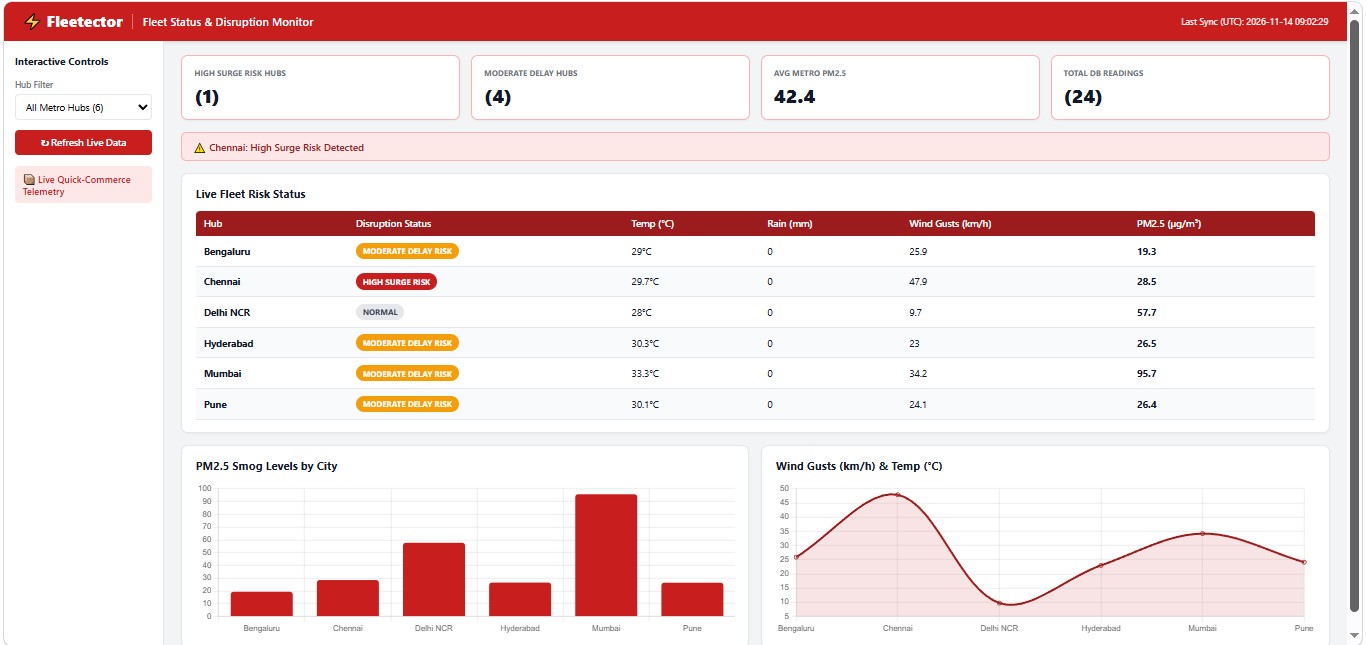 ⚡ Fleetector | Fleet Status & Disruption Monitor Last Sync (UTC): 2026-11-14 09:02:29
Interactive Controls
Hub Filter
All Metro Hubs (6)
↻ Refresh Live Data
Live Quick-Commerce
Telemetry
HIGH SURGE RISK HUBS
(1)
MODERATE DELAY HUBS
(4)
AVG METRO PM2.5
42.4
TOTAL DB READINGS
(24)
⚠ Chennai: High Surge Risk Detected
Live Fleet Risk Status
Hub Disruption Status Temp (°C) Rain (mm) Wind Gusts (km/h) PM2.5 (µg/m³)
Bengaluru MODERATE DELAY RISK 29°C 0 25.9 19.3
Chennai HIGH SURGE RISK 29.7°C 0 47.9 28.5
Delhi NCR NORMAL 28°C 0 9.7 57.7
Hyderabad MODERATE DELAY RISK 30.3°C 0 23 26.5
Mumbai MODERATE DELAY RISK 33.3°C 0 34.2 95.7
Pune MODERATE DELAY RISK 30.1°C 0 24.1 26.4
PM2.5 Smog Levels by City
100
90
80
70
60
50
40
30
20
10
0
Bengaluru Chennai Delhi NCR Hyderabad Mumbai Pune
Wind Gusts (km/h) & Temp (°C)
50
45
40
35
30
25
20
15
10
5
Bengaluru Chennai Delhi NCR Hyderabad Mumbai Pune